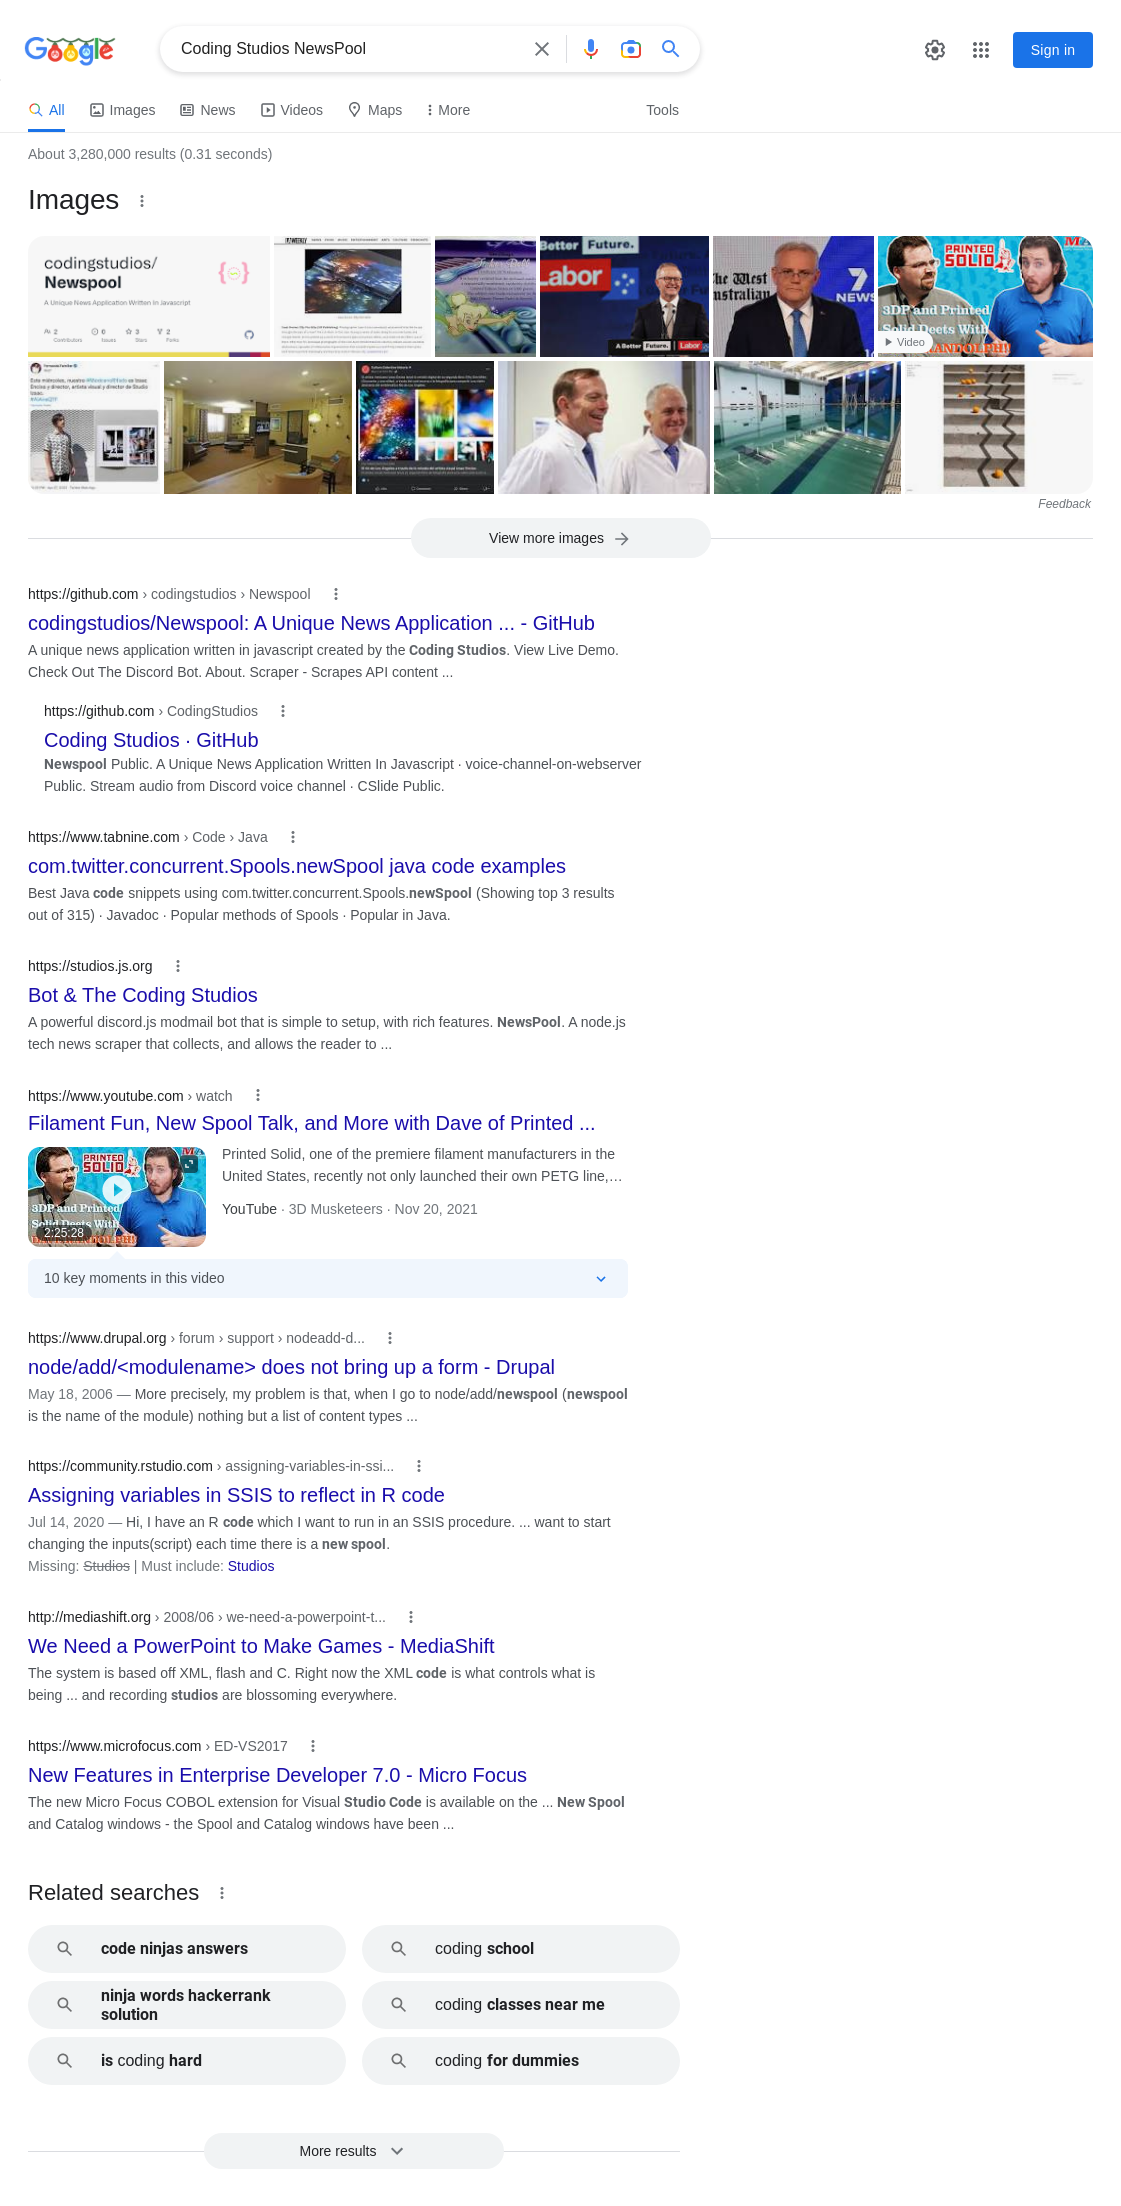 Google
Coding Studios NewsPool
Sign in
All
Images
News
Videos
Maps
More
Tools
About 3,280,000 results (0.31 seconds)
Images
codingstudios/
Newspool
A Unique News Application Written In Javascript
2 Contributors
0 Issues
3 Stars
2 Forks
Better Future.
Labor
A Better Future. Labor
The West
Australian
7
NEWS
PRINTED
SOLID
3DP and Printed
Solid Deets With
Video
Feedback
View more images
https://github.com › codingstudios › Newspool
codingstudios/Newspool: A Unique News Application ... - GitHub
A unique news application written in javascript created by the Coding Studios. View Live Demo.
Check Out The Discord Bot. About. Scraper - Scrapes API content ...
https://github.com › CodingStudios
Coding Studios · GitHub
Newspool Public. A Unique News Application Written In Javascript · voice-channel-on-webserver
Public. Stream audio from Discord voice channel · CSlide Public.
https://www.tabnine.com › Code › Java
com.twitter.concurrent.Spools.newSpool java code examples
Best Java code snippets using com.twitter.concurrent.Spools.newSpool (Showing top 3 results
out of 315) · Javadoc · Popular methods of Spools · Popular in Java.
https://studios.js.org
Bot & The Coding Studios
A powerful discord.js modmail bot that is simple to setup, with rich features. NewsPool. A node.js
tech news scraper that collects, and allows the reader to ...
https://www.youtube.com › watch
Filament Fun, New Spool Talk, and More with Dave of Printed ...
PRINTED
SOLID
3DP and Printed
Solid Deets With
2:25:28
Printed Solid, one of the premiere filament manufacturers in the
United States, recently not only launched their own PETG line,…
YouTube · 3D Musketeers · Nov 20, 2021
10 key moments in this video
https://www.drupal.org › forum › support › nodeadd-d...
node/add/<modulename> does not bring up a form - Drupal
May 18, 2006 — More precisely, my problem is that, when I go to node/add/newspool (newspool
is the name of the module) nothing but a list of content types ...
https://community.rstudio.com › assigning-variables-in-ssi...
Assigning variables in SSIS to reflect in R code
Jul 14, 2020 — Hi, I have an R code which I want to run in an SSIS procedure. ... want to start
changing the inputs(script) each time there is a new spool.
Missing: Studios | Must include: Studios
http://mediashift.org › 2008/06 › we-need-a-powerpoint-t...
We Need a PowerPoint to Make Games - MediaShift
The system is based off XML, flash and C. Right now the XML code is what controls what is
being ... and recording studios are blossoming everywhere.
https://www.microfocus.com › ED-VS2017
New Features in Enterprise Developer 7.0 - Micro Focus
The new Micro Focus COBOL extension for Visual Studio Code is available on the ... New Spool
and Catalog windows - the Spool and Catalog windows have been ...
Related searches
code ninjas answers
coding school
ninja words hackerrank
solution
coding classes near me
is coding hard
coding for dummies
More results